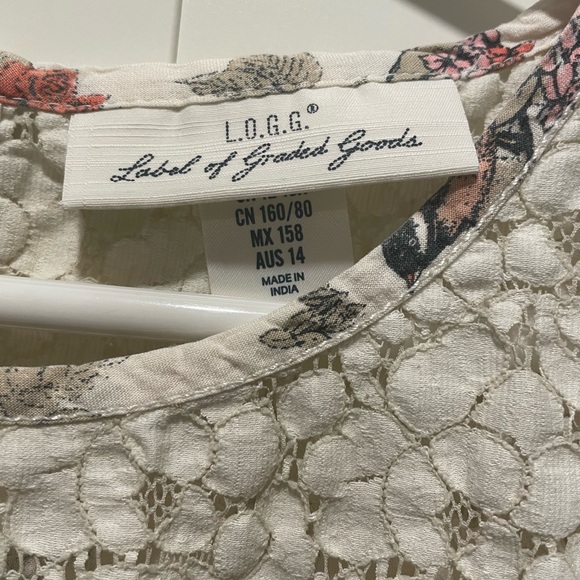 L.O.G.G.®
Label of Graded Goods
CN 160/80
MX 158
AUS 14
MADE IN
INDIA